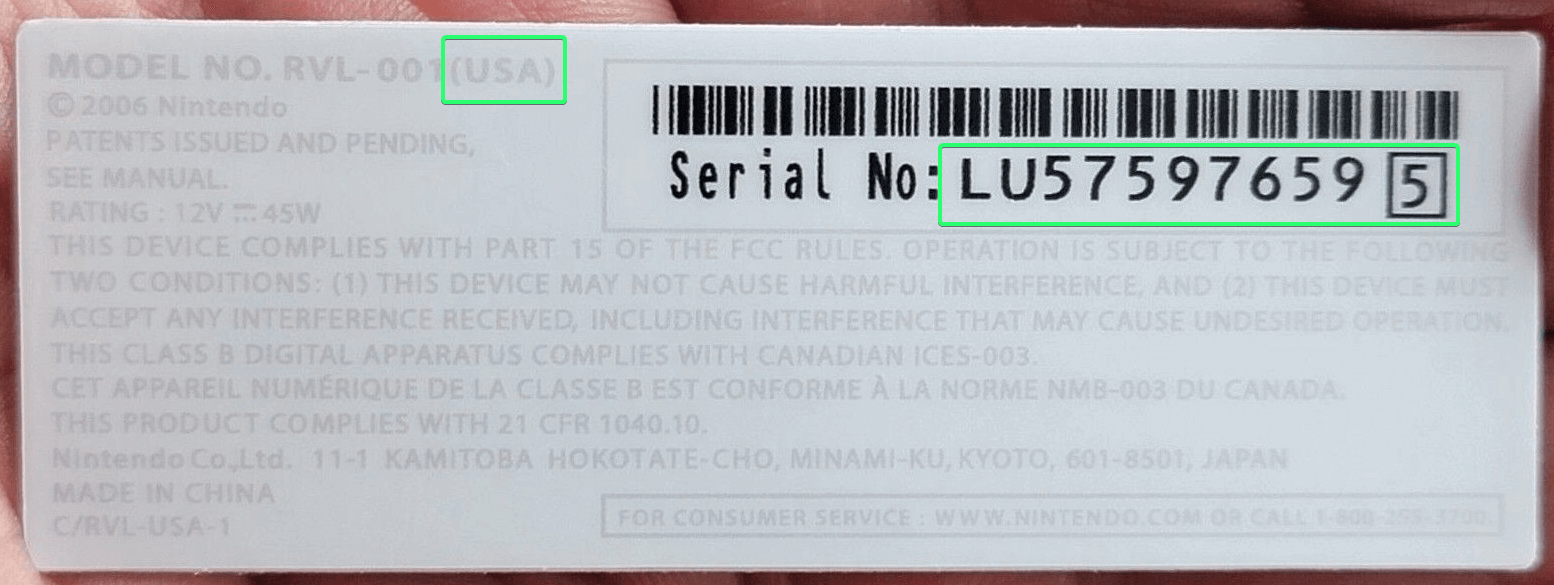 MODEL NO. RVL-001(USA)
© 2006 Nintendo
PATENTS ISSUED AND PENDING,
SEE MANUAL.
RATING : 12V ⎓ 45W
Serial No:LU57597659 5
THIS DEVICE COMPLIES WITH PART 15 OF THE FCC RULES. OPERATION IS SUBJECT TO THE FOLLOWING
TWO CONDITIONS: (1) THIS DEVICE MAY NOT CAUSE HARMFUL INTERFERENCE, AND (2) THIS DEVICE MUST
ACCEPT ANY INTERFERENCE RECEIVED, INCLUDING INTERFERENCE THAT MAY CAUSE UNDESIRED OPERATION.
THIS CLASS B DIGITAL APPARATUS COMPLIES WITH CANADIAN ICES-003.
CET APPAREIL NUMÉRIQUE DE LA CLASSE B EST CONFORME À LA NORME NMB-003 DU CANADA.
THIS PRODUCT COMPLIES WITH 21 CFR 1040.10.
Nintendo Co.,Ltd. 11-1 KAMITOBA HOKOTATE-CHO, MINAMI-KU, KYOTO, 601-8501, JAPAN
MADE IN CHINA
C/RVL-USA-1
FOR CONSUMER SERVICE : WWW.NINTENDO.COM OR CALL 1-800-255-3700.